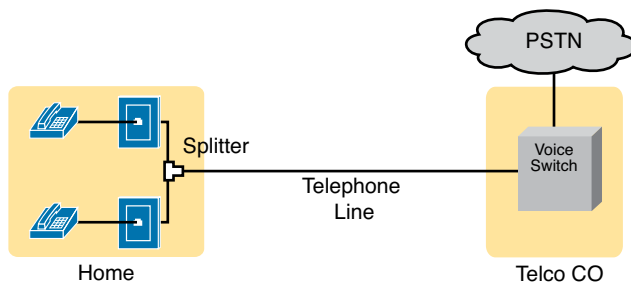 PSTN
Splitter
Voice
Switch
Telephone
Line
Home
Telco CO